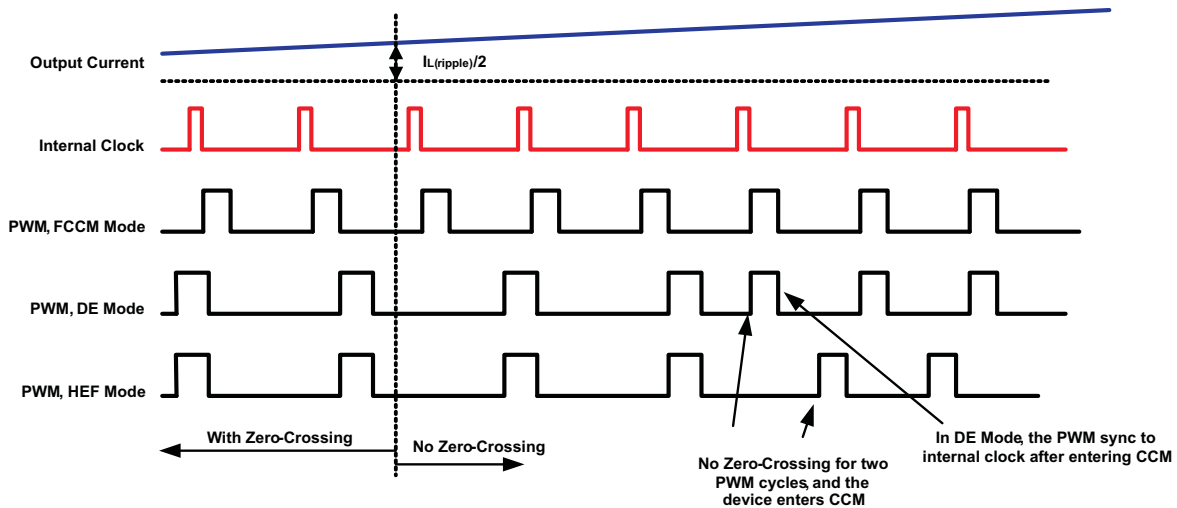 Output Current
IL(ripple)/2
Internal Clock
PWM, FCCM Mode
PWM, DE Mode
PWM, HEF Mode
With Zero-Crossing
No Zero-Crossing
No Zero-Crossing for two
PWM cycles, and the
device enters CCM
In DE Mode, the PWM sync to
internal clock after entering CCM